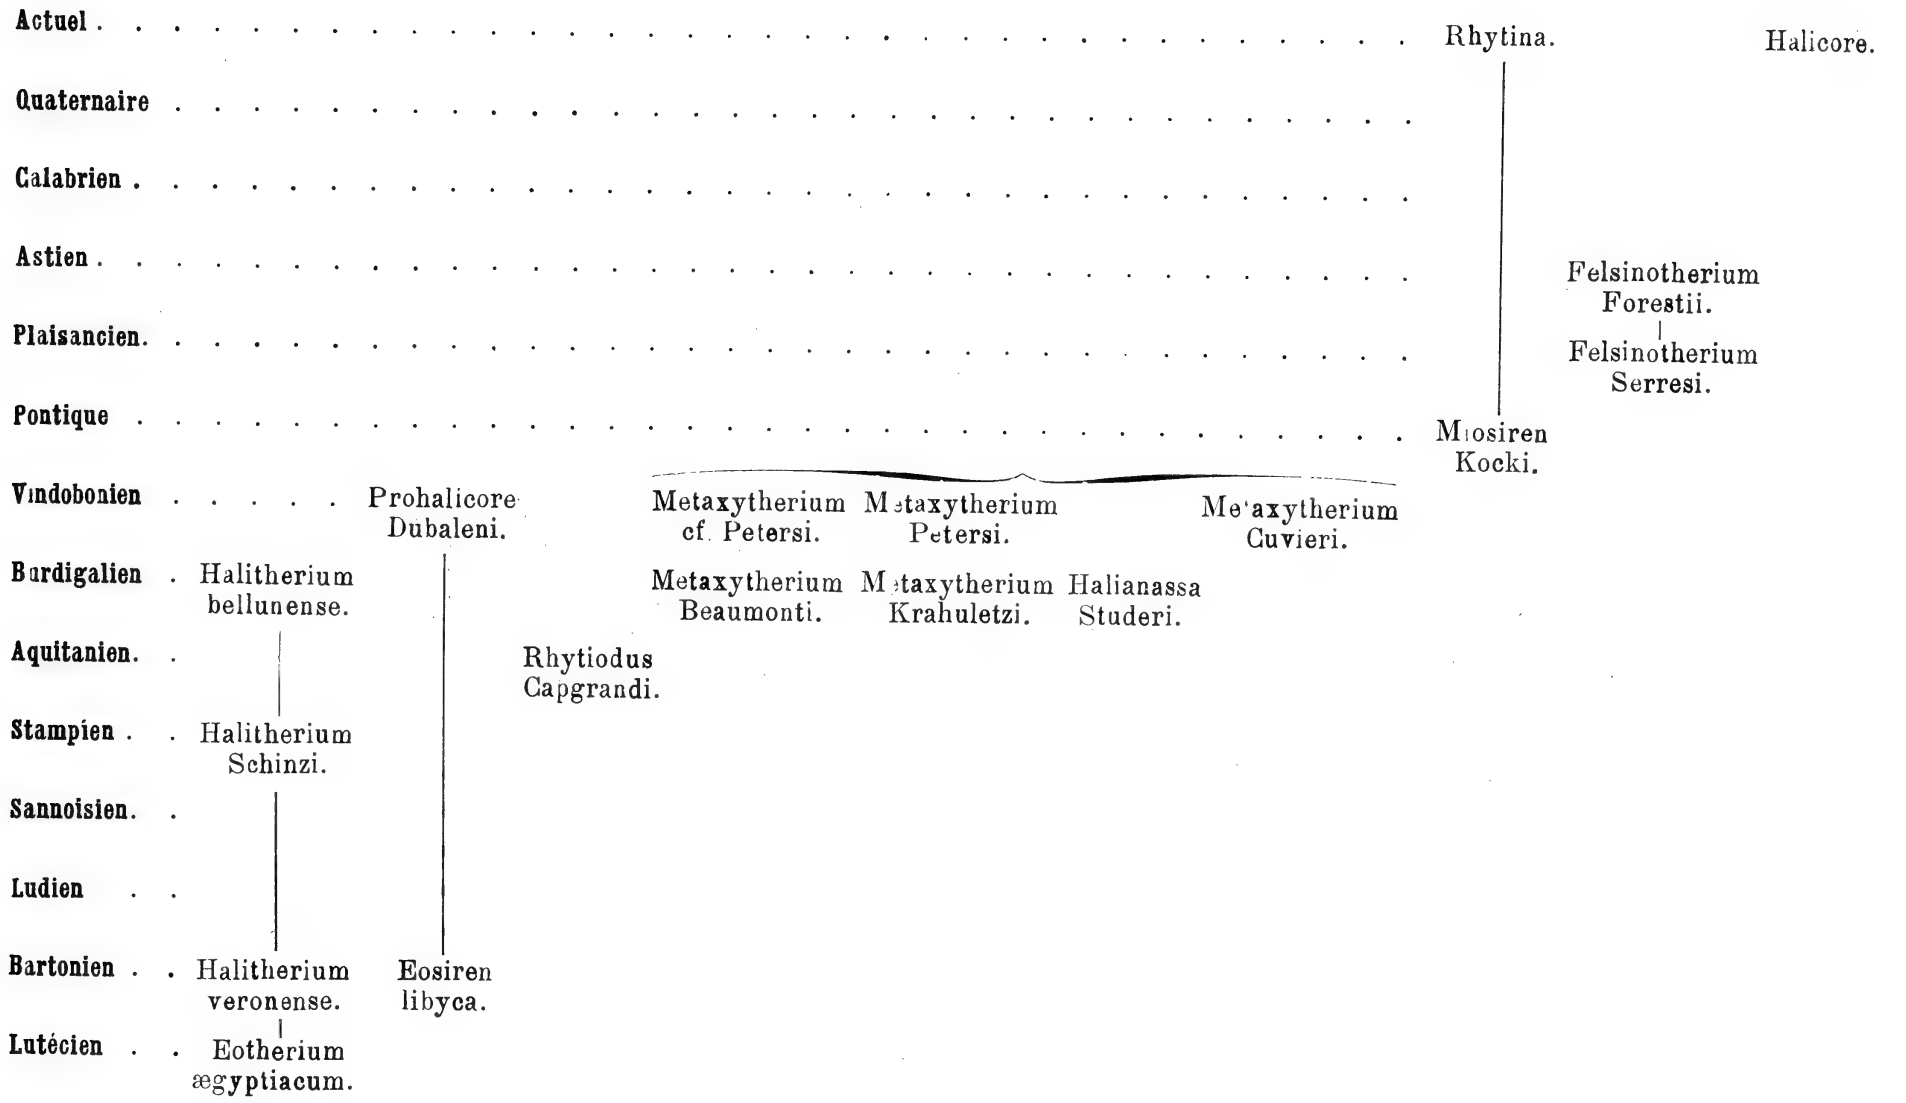 Actuel . . . . . . . . . . . . . . . . . . . . . . . . . . . . . . . . . . Rhytina. Halicore.
Quaternaire . . . . . . . . . . . . . . . . . . . . . . . . . . . . . . . .
Calabrien . . . . . . . . . . . . . . . . . . . . . . . . . . . . . . . . .
Astien . . . . . . . . . . . . . . . . . . . . . . . . . . . . . . . . . . Felsinotherium
Forestii.
Plaisancien. . . . . . . . . . . . . . . . . . . . . . . . . . . . . . . . . Felsinotherium
Serresi.
Pontique . . . . . . . . . . . . . . . . . . . . . . . . . . . . . . . . . Miosiren
Kocki.
Vindobonien . . . . . Prohalicore Metaxytherium Metaxytherium Metaxytherium
Dubaleni. cf. Petersi. Petersi. Cuvieri.
Burdigalien . Halitherium Metaxytherium Metaxytherium Halianassa
bellunense. Beaumonti. Krahuletzi. Studeri.
Aquitanien. . Rhytiodus
Capgrandi.
Stampien . . Halitherium
Schinzi.
Sannoisien. .
Ludien . .
Bartonien . . Halitherium Eosiren
veronense. libyca.
Lutécien . . Eotherium
ægyptiacum.